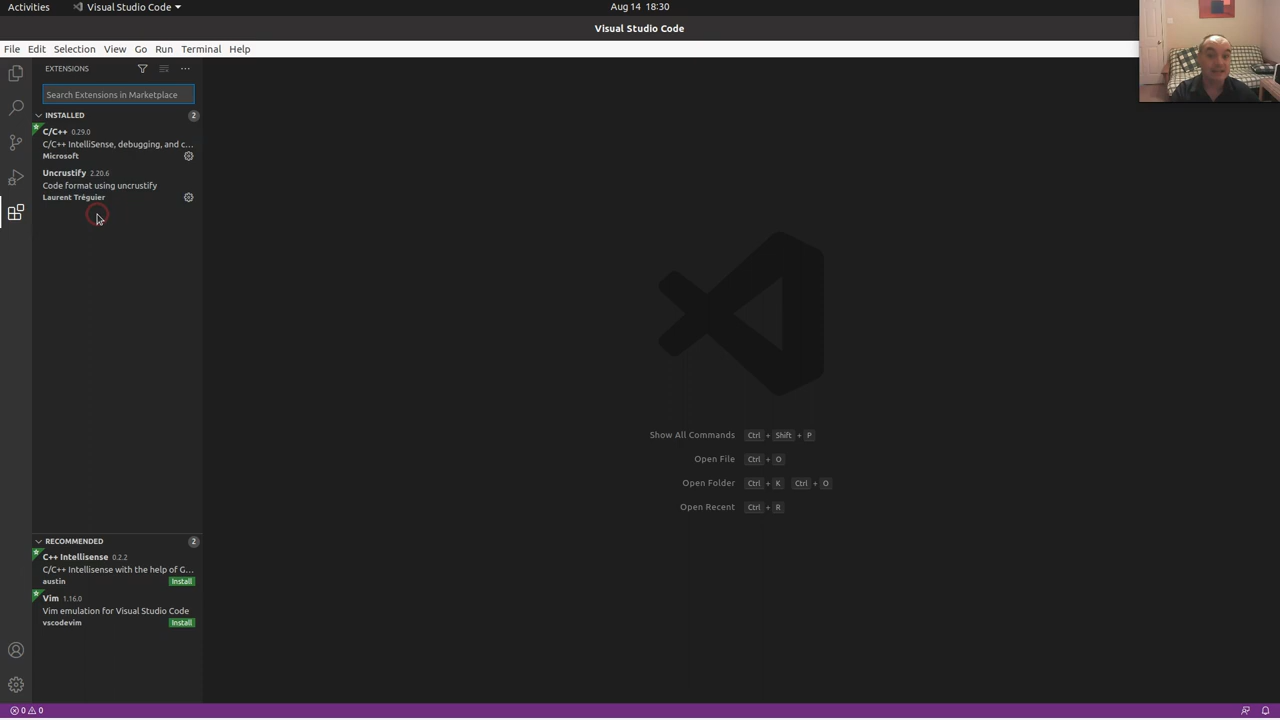 Activities
Visual Studio Code
Aug 14 18:30
Visual Studio Code
File Edit Selection View Go Run Terminal Help
EXTENSIONS
Search Extensions in Marketplace
INSTALLED 2
C/C++ 0.29.0
C/C++ IntelliSense, debugging, and c...
Microsoft
Uncrustify 2.20.6
Code format using uncrustify
Laurent Tréguier
Show All Commands Ctrl + Shift + P
Open File Ctrl + O
Open Folder Ctrl + K Ctrl + O
Open Recent Ctrl + R
RECOMMENDED 2
C++ Intellisense 0.2.2
C/C++ Intellisense with the help of G...
austin Install
Vim 1.16.0
Vim emulation for Visual Studio Code
vscodevim Install
0 0